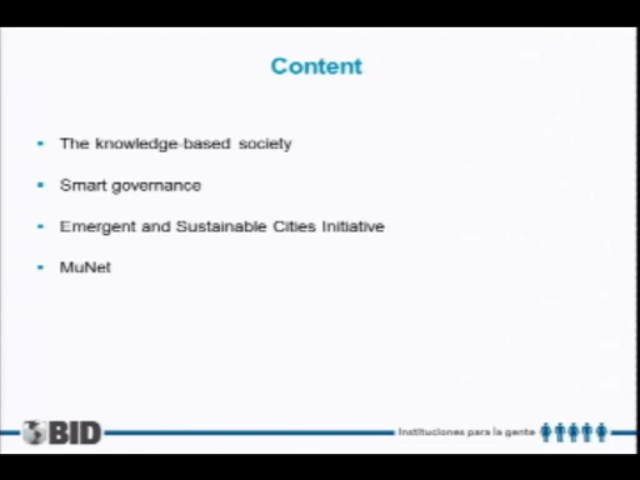 Content
The knowledge-based society
Smart governance
Emergent and Sustainable Cities Initiative
MuNet
BID
Instituciones para la gente